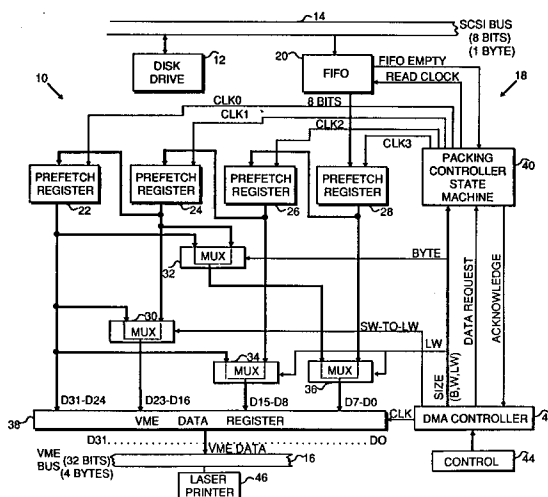 14
SCSI BUS
(8 BITS)
(1 BYTE)
12
DISK
DRIVE
20
FIFO
FIFO EMPTY
READ CLOCK
10
18
CLK0
8 BITS
CLK1
CLK2
CLK3
PREFETCH
REGISTER
22
PREFETCH
REGISTER
24
PREFETCH
REGISTER
26
PREFETCH
REGISTER
28
PACKING
CONTROLLER
STATE
MACHINE
40
MUX
32
BYTE
30
MUX
SW-TO-LW
34
MUX
LW
MUX
36
SIZE
(B,W,LW)
DATA REQUEST
ACKNOWLEDGE
D31-D24
D23-D16
D15-D8
D7-D0
38
VME DATA REGISTER
CLK
DMA CONTROLLER
4
D31
DO
VME DATA
VME
BUS
(32 BITS)
(4 BYTES)
16
CONTROL
44
LASER
PRINTER
46